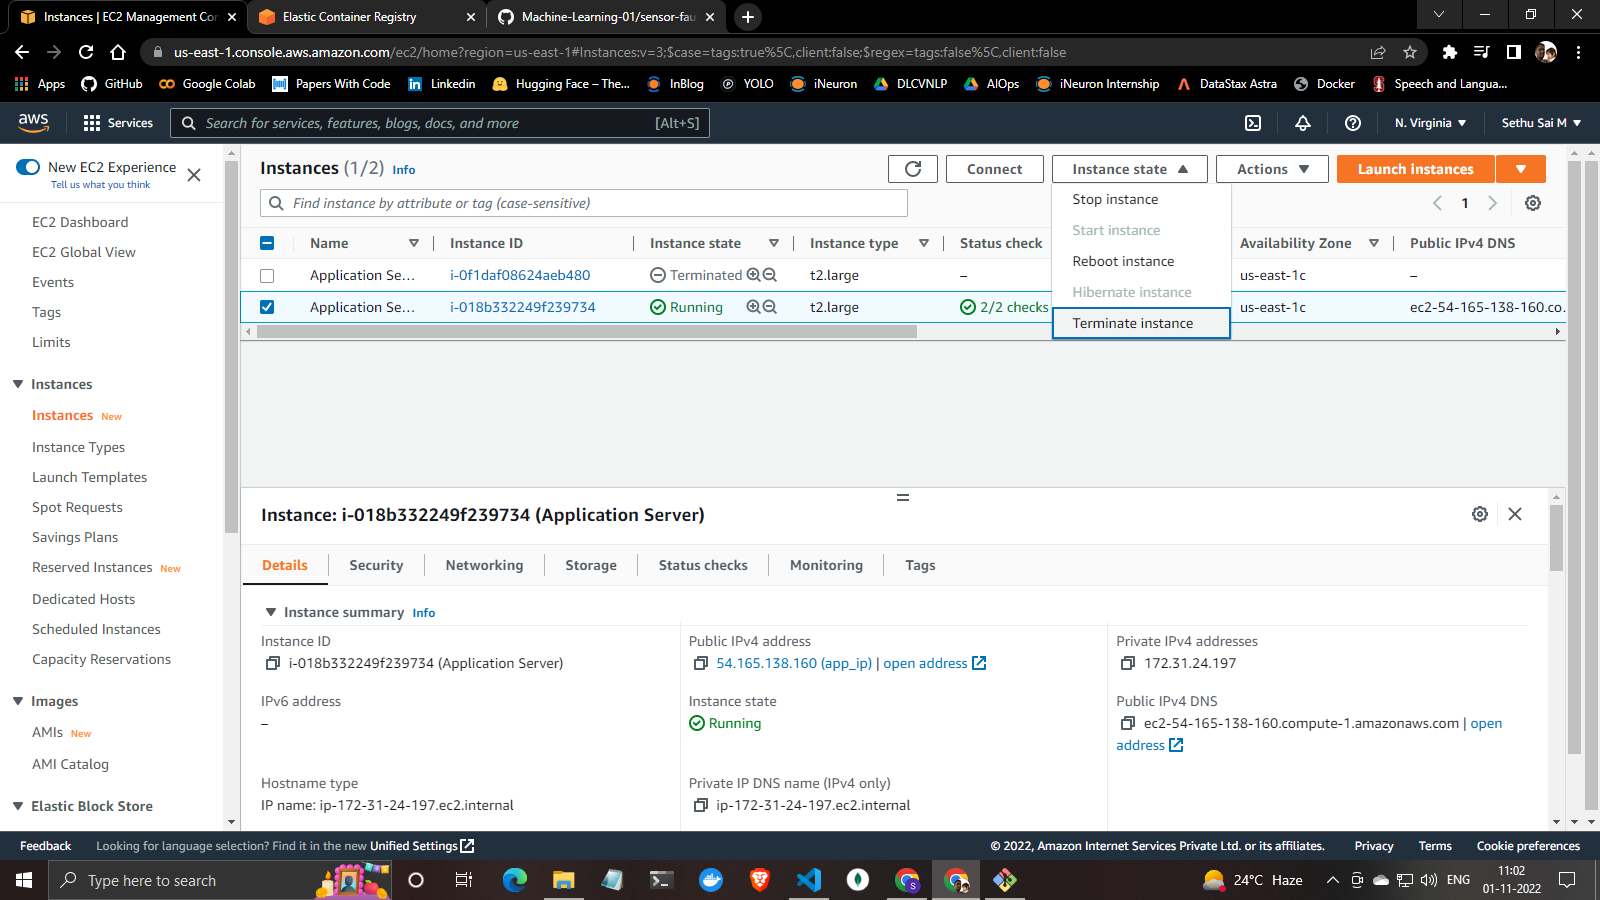 Instances | EC2 Management Con
Elastic Container Registry
Machine-Learning-01/sensor-fau
us-east-1.console.aws.amazon.com/ec2/home?region=us-east-1#Instances:v=3;$case=tags:true%5C,client:false;$regex=tags:false%5C,client:false
Apps GitHub Google Colab Papers With Code Linkedin Hugging Face – The... InBlog YOLO iNeuron DLCVNLP AIOps iNeuron Internship DataStax Astra Docker Speech and Langua...
aws Services Search for services, features, blogs, docs, and more [Alt+S] N. Virginia Sethu Sai M
New EC2 Experience
Tell us what you think
EC2 Dashboard
EC2 Global View
Events
Tags
Limits
Instances
Instances New
Instance Types
Launch Templates
Spot Requests
Savings Plans
Reserved Instances New
Dedicated Hosts
Scheduled Instances
Capacity Reservations
Images
AMIs New
AMI Catalog
Elastic Block Store
Instances (1/2) Info Connect Instance state Actions Launch instances
Find instance by attribute or tag (case-sensitive) 1
Stop instance
Start instance
Reboot instance
Hibernate instance
Terminate instance
Name Instance ID Instance state Instance type Status check Availability Zone Public IPv4 DNS
Application Se... i-0f1daf08624aeb480 Terminated t2.large – us-east-1c –
Application Se... i-018b332249f239734 Running t2.large 2/2 checks us-east-1c ec2-54-165-138-160.co.
Instance: i-018b332249f239734 (Application Server)
Details Security Networking Storage Status checks Monitoring Tags
Instance summary Info
Instance ID
i-018b332249f239734 (Application Server)
Public IPv4 address
54.165.138.160 (app_ip) | open address
Private IPv4 addresses
172.31.24.197
IPv6 address
–
Instance state
Running
Public IPv4 DNS
ec2-54-165-138-160.compute-1.amazonaws.com | open
address
Hostname type
IP name: ip-172-31-24-197.ec2.internal
Private IP DNS name (IPv4 only)
ip-172-31-24-197.ec2.internal
Feedback Looking for language selection? Find it in the new Unified Settings © 2022, Amazon Internet Services Private Ltd. or its affiliates. Privacy Terms Cookie preferences
Type here to search 24°C Haze ENG
11:02
01-11-2022